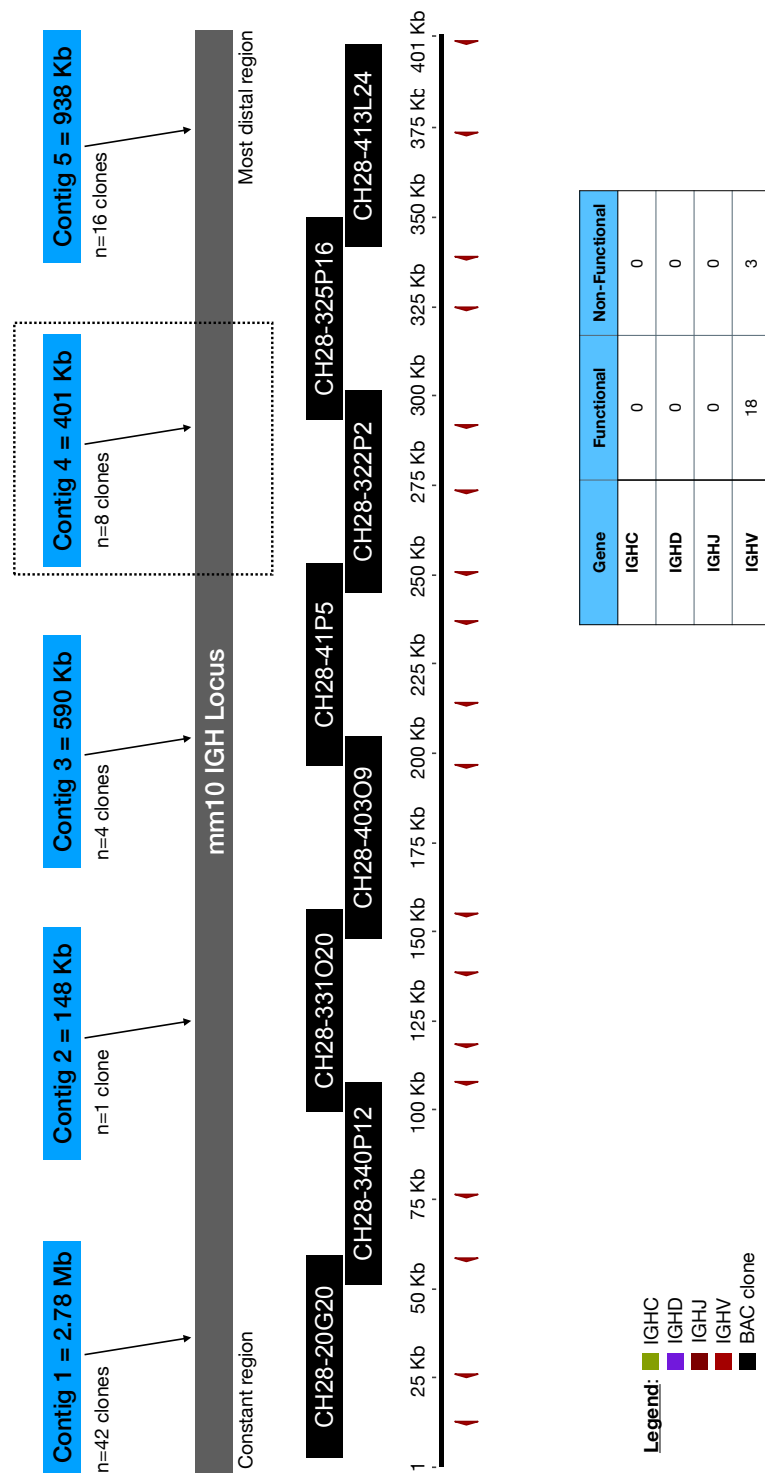 Contig 1 = 2.78 Mb
Contig 2 = 148 Kb
Contig 3 = 590 Kb
Contig 4 = 401 Kb
Contig 5 = 938 Kb
n=42 clones
n=1 clone
n=4 clones
n=8 clones
n=16 clones
mm10 IGH Locus
Constant region
Most distal region
CH28-20G20
CH28-331O20
CH28-41P5
CH28-325P16
CH28-340P12
CH28-403O9
CH28-322P2
CH28-413L24
1
25 Kb
50 Kb
75 Kb
100 Kb
125 Kb
150 Kb
175 Kb
200 Kb
225 Kb
250 Kb
275 Kb
300 Kb
325 Kb
350 Kb
375 Kb
401 Kb
Gene Functional Non-Functional
IGHC 0 0
IGHD 0 0
IGHJ 0 0
IGHV 18 3
Legend:
IGHC
IGHD
IGHJ
IGHV
BAC clone